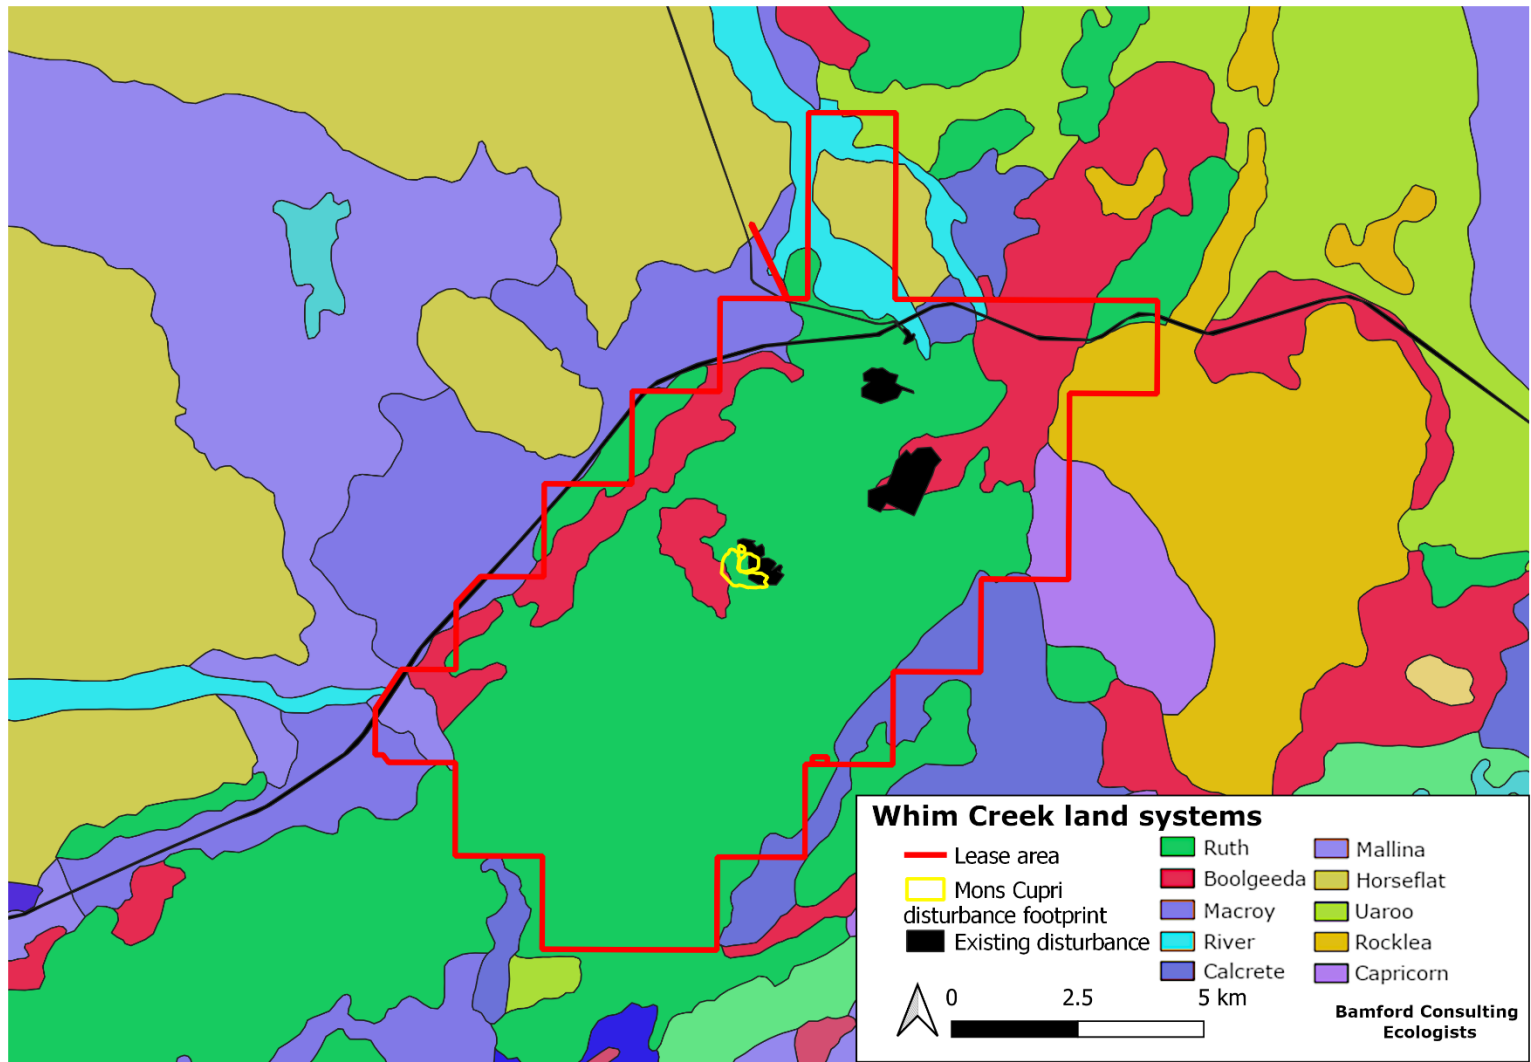 Whim Creek land systems
Lease area
Mons Cupri
disturbance footprint
Existing disturbance
Ruth
Boolgeeda
Macroy
River
Calcrete
Mallina
Horseflat
Uaroo
Rocklea
Capricorn
0 2.5 5 km
Bamford Consulting
Ecologists